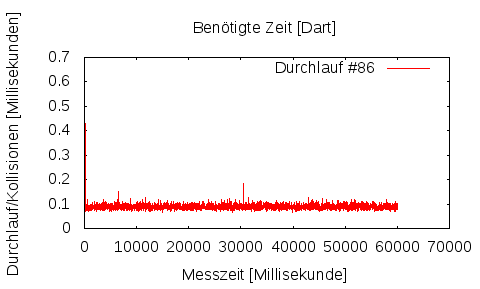 Benötigte Zeit [Dart]
Durchlauf/Kollisionen [Millisekunden]
0.7
0.6
0.5
0.4
0.3
0.2
0.1
0
Durchlauf #86
0 10000 20000 30000 40000 50000 60000 70000
Messzeit [Millisekunde]